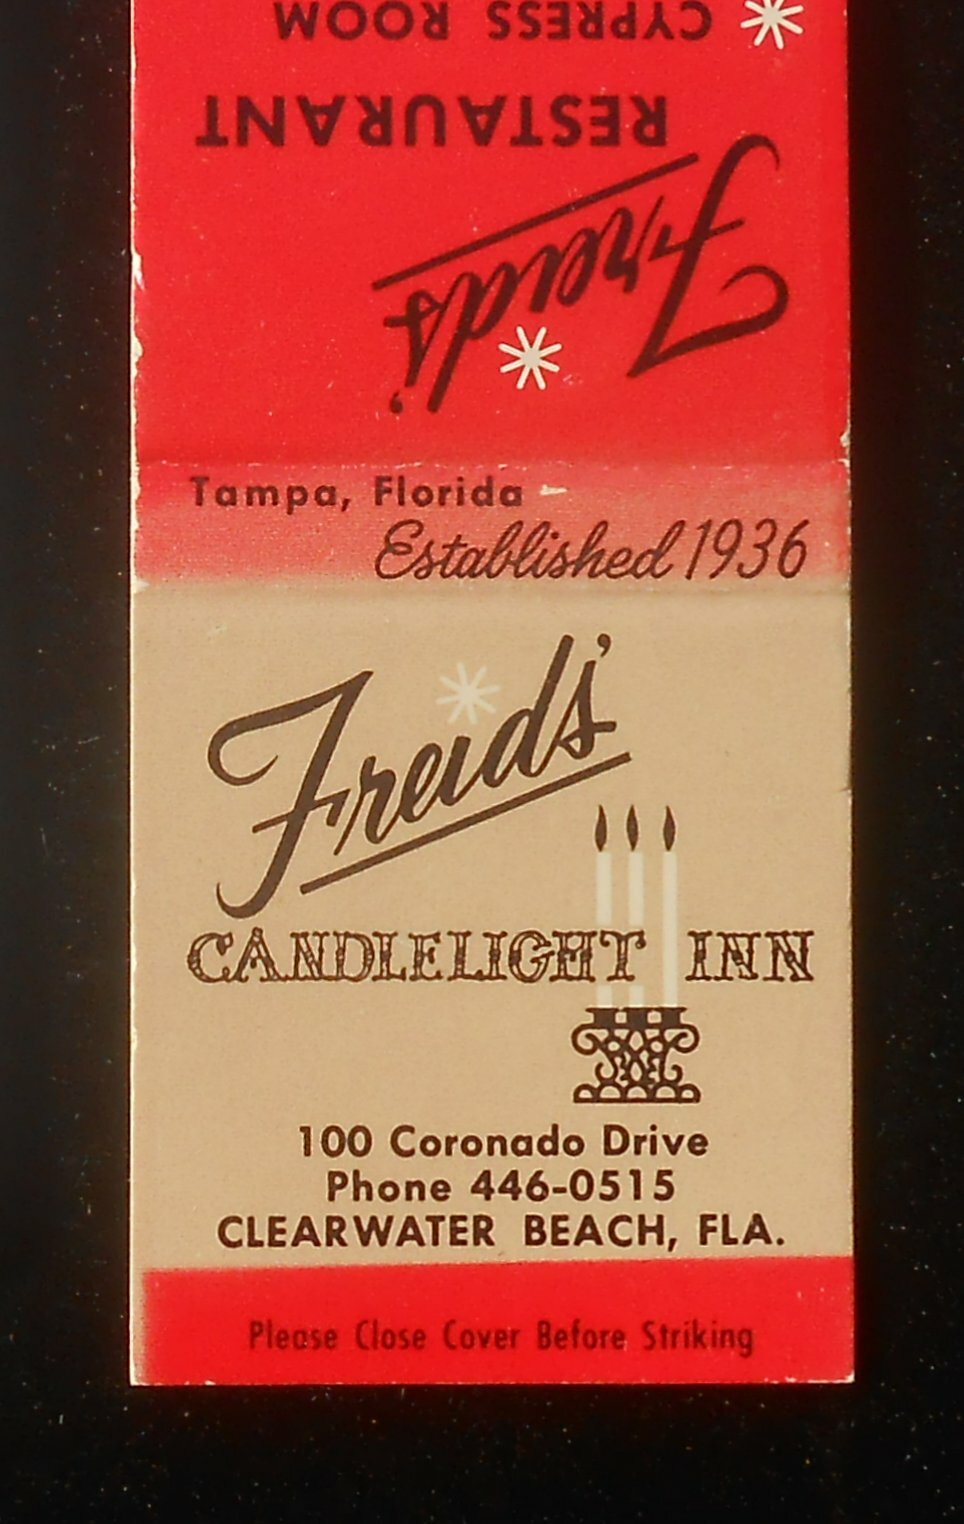 CYPRESS ROOM
RESTAURANT
Freid's
Tampa, Florida
Established 1936
Freids'
CANDLELIGHT INN
100 Coronado Drive
Phone 446-0515
CLEARWATER BEACH, FLA.
Please Close Cover Before Striking